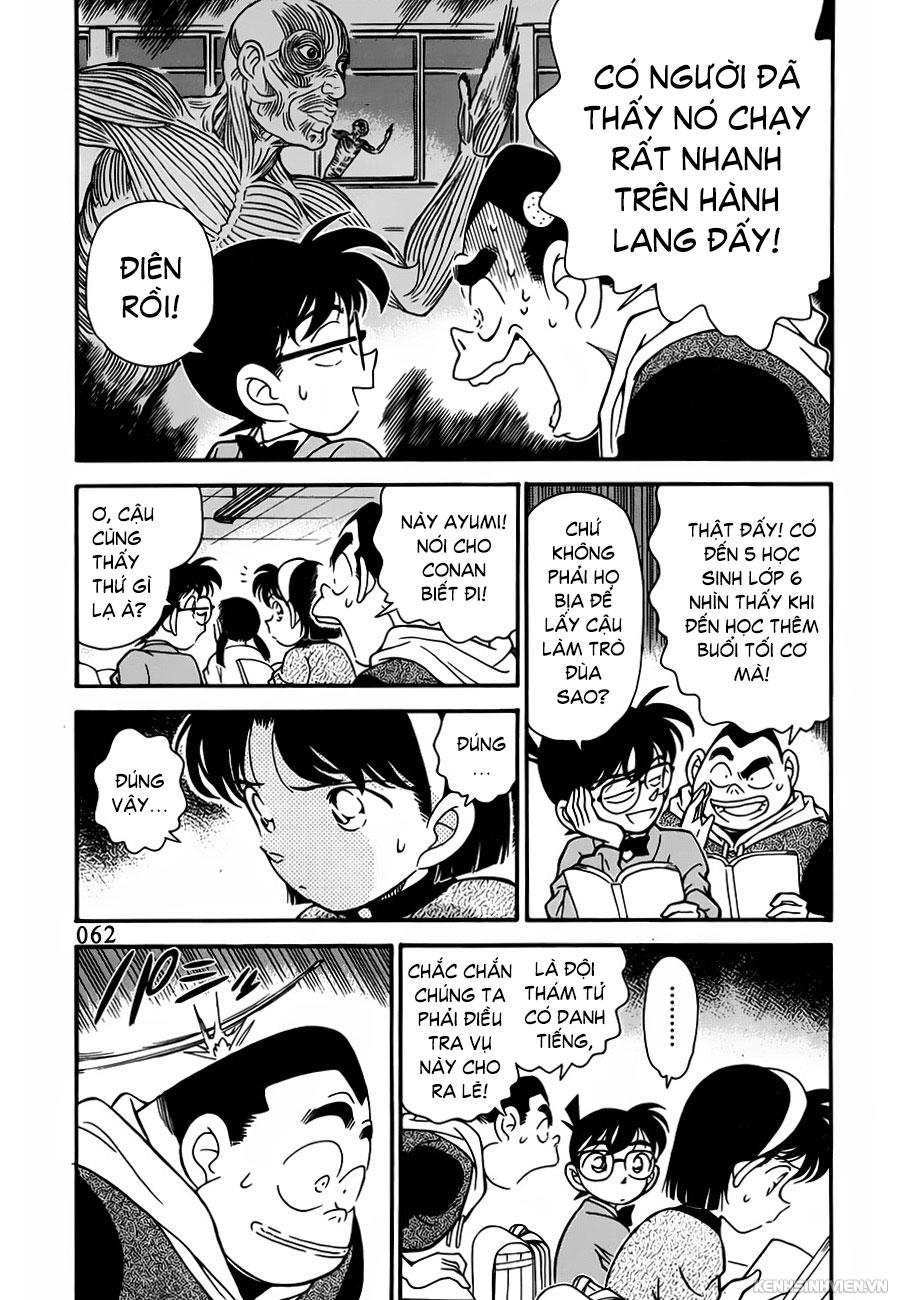 CÓ NGƯỜI ĐÃ
THẤY NÓ CHẠY
RẤT NHANH
TRÊN HÀNH
LANG ĐẤY!
ĐIÊN
RỒI!
THẬT ĐẤY! CÓ
ĐẾN 5 HỌC
SINH LỚP 6
NHÌN THẤY KHI
ĐẾN HỌC THÊM
BUỔI TỐI CƠ
MÀ!
CHỨ
KHÔNG
PHẢI HỌ
BỊA ĐỂ
LẤY CẬU
LÀM TRÒ
ĐÙA
SAO?
NÀY AYUMI!
NÓI CHO
CONAN
BIẾT ĐI!
Ơ, CẬU
CŨNG
THẤY
THỨ GÌ
LẠ À?
ĐÚNG
...
ĐÚNG
VẬY...
062
........
LÀ ĐỘI
THÁM TỬ
CÓ DANH
TIẾNG,
CHẮC CHẮN
CHÚNG TA
PHẢI ĐIỀU
TRA VỤ
NÀY CHO
RA LẼ!
パコーン
KENHSINHVIEN.VN